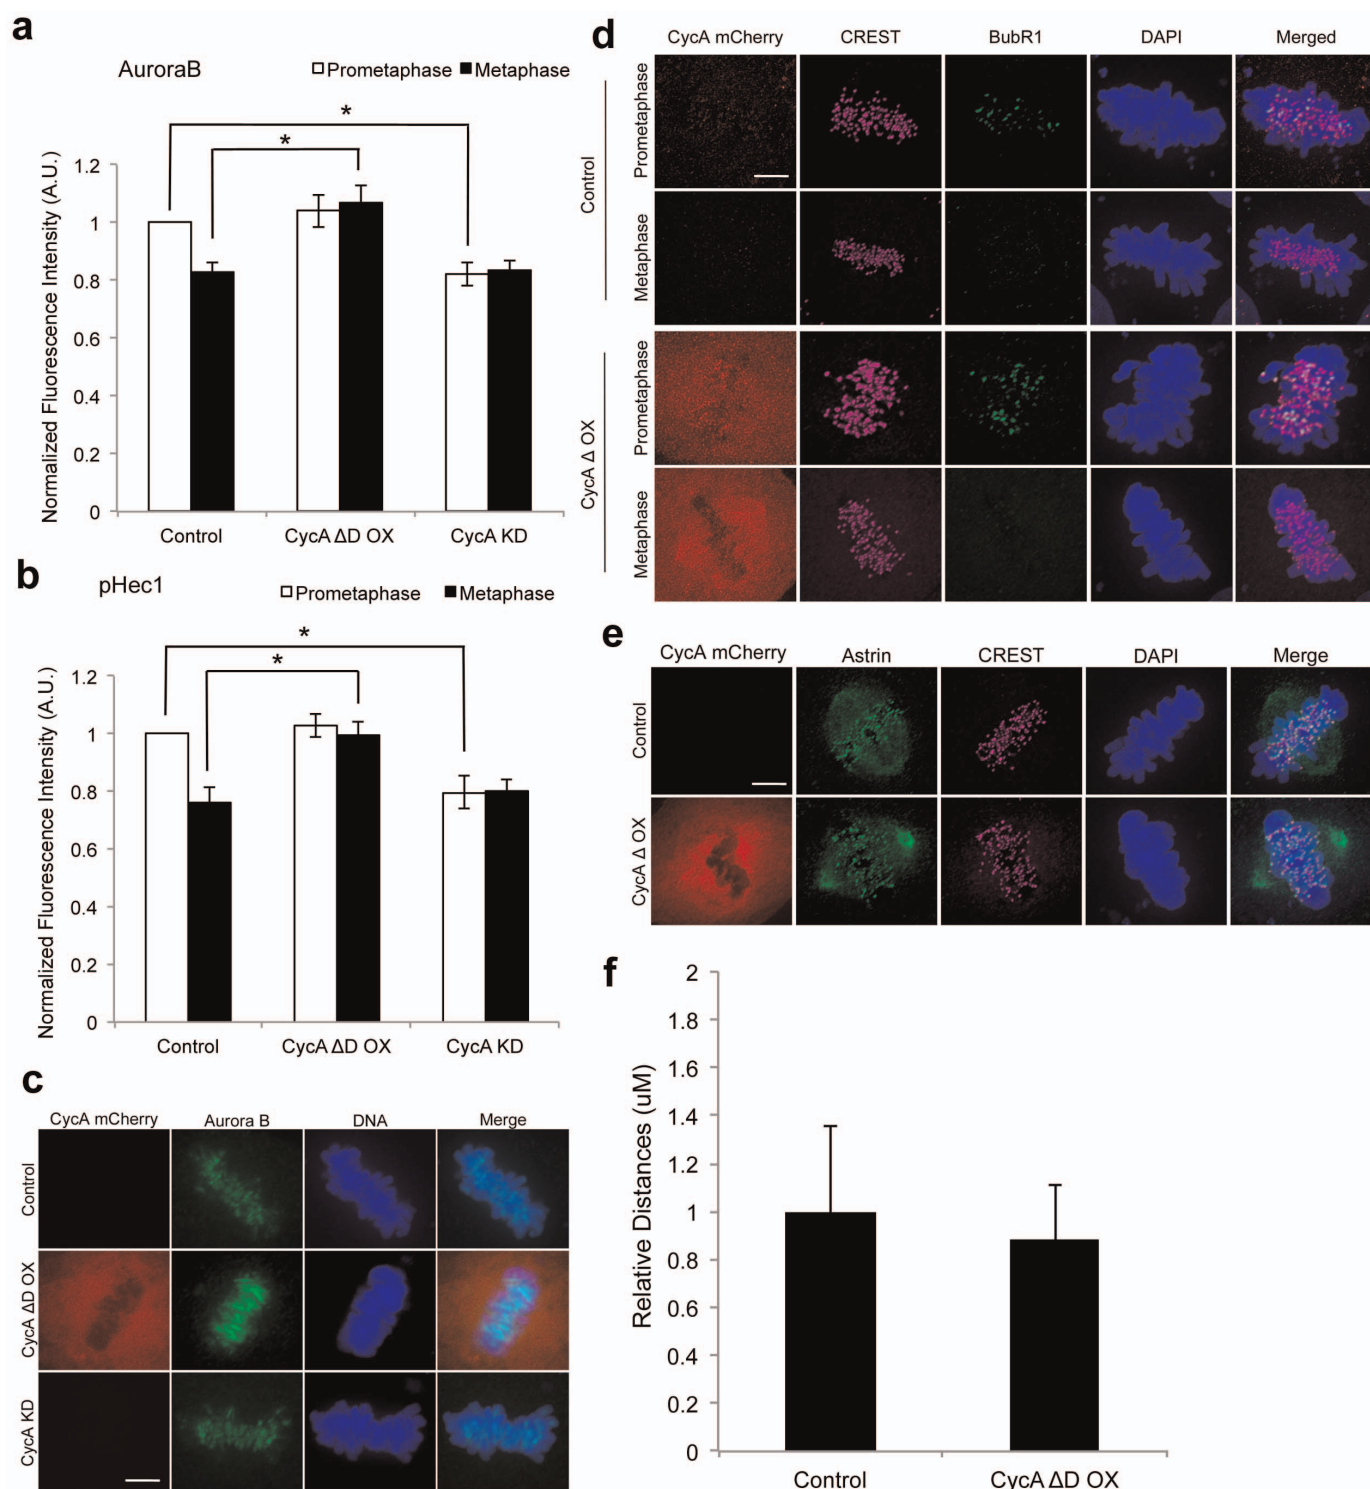 a
AuroraB
Prometaphase Metaphase
*
*
Normalized Fluorescence Intensity (A.U.)
1.2
1
0.8
0.6
0.4
0.2
0
Control CycA ΔD OX CycA KD
b
pHec1
Prometaphase Metaphase
*
*
Normalized Fluorescence Intensity (A.U.)
1.2
1
0.8
0.6
0.4
0.2
0
Control CycA ΔD OX CycA KD
c
CycA mCherry Aurora B DNA Merge
Control
CycA ΔD OX
CycA KD
d
CycA mCherry CREST BubR1 DAPI Merged
Control
Prometaphase
Metaphase
CycA Δ OX
Prometaphase
Metaphase
e
CycA mCherry Astrin CREST DAPI Merge
Control
CycA Δ OX
f
Relative Distances (uM)
2
1.8
1.6
1.4
1.2
1
0.8
0.6
0.4
0.2
0
Control CycA ΔD OX